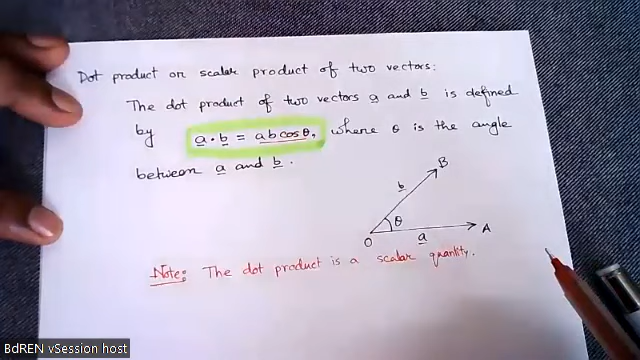 Dot product or scalar product of two vectors:
The dot product of two vectors a and b is defined
by a · b = ab cosθ, where θ is the angle
between a and b.
B
b
θ
O a A
Note: The dot product is a scalar quantity.
BdREN vSession host